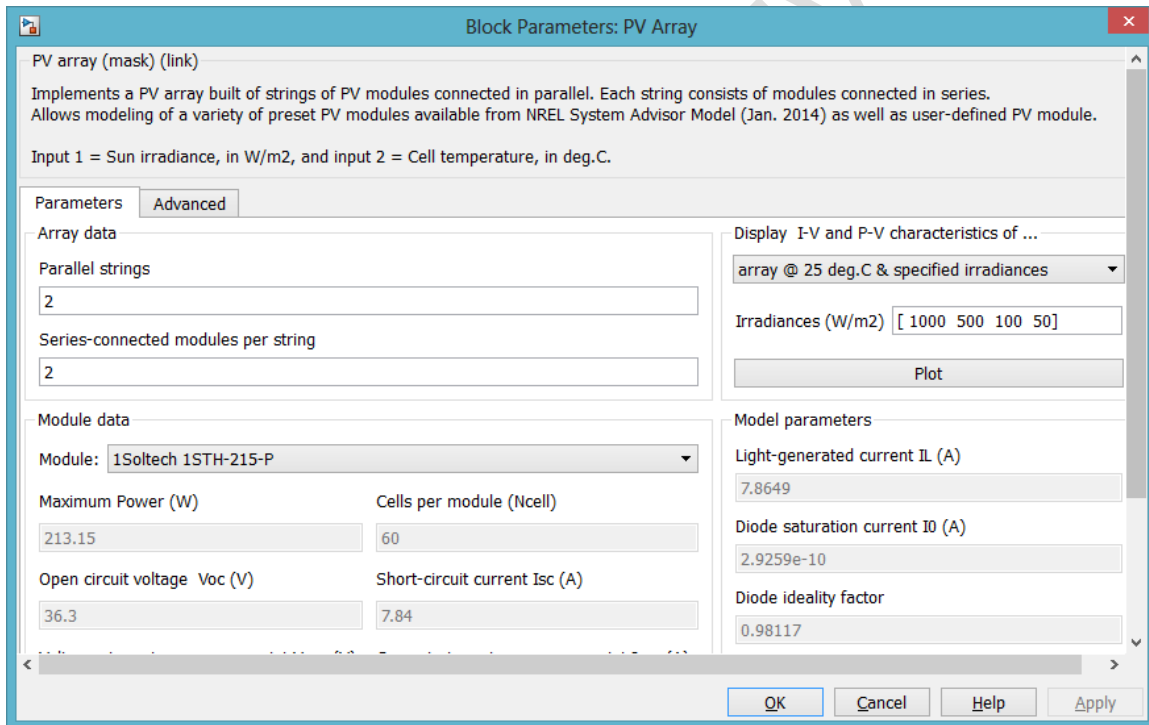 Block Parameters: PV Array
PV array (mask) (link)
Implements a PV array built of strings of PV modules connected in parallel. Each string consists of modules connected in series.
Allows modeling of a variety of preset PV modules available from NREL System Advisor Model (Jan. 2014) as well as user-defined PV module.
Input 1 = Sun irradiance, in W/m2, and input 2 = Cell temperature, in deg.C.
Parameters
Advanced
Array data
Parallel strings
2
Series-connected modules per string
2
Display I-V and P-V characteristics of ...
array @ 25 deg.C & specified irradiances
Irradiances (W/m2) [ 1000 500 100 50]
Plot
Module data
Module: 1Soltech 1STH-215-P
Maximum Power (W)
213.15
Cells per module (Ncell)
60
Open circuit voltage Voc (V)
36.3
Short-circuit current Isc (A)
7.84
Model parameters
Light-generated current IL (A)
7.8649
Diode saturation current I0 (A)
2.9259e-10
Diode ideality factor
0.98117
OK
Cancel
Help
Apply